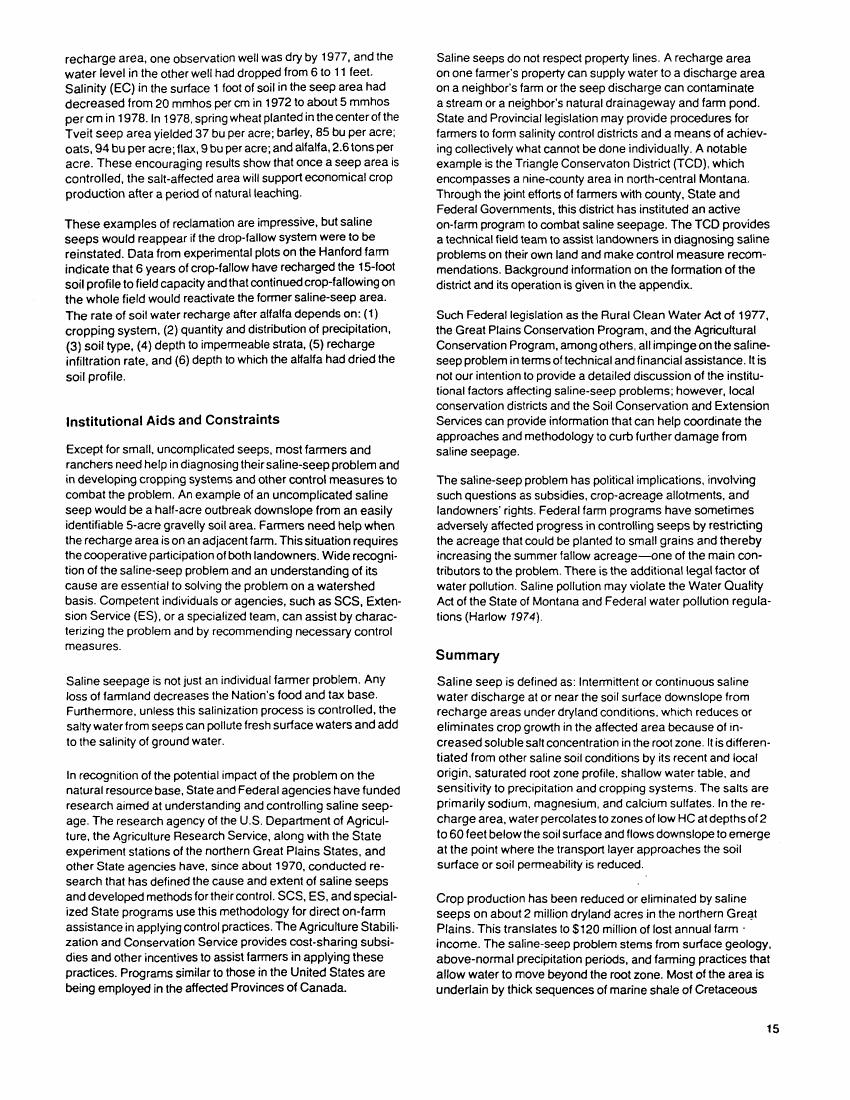 recharge area, one observation well was dry by 1977, and the
water level in the other well had dropped from 6 to 11 feet.
Salinity (EC) in the surface 1 foot of soil in the seep area had
decreased from 20 mmhos per cm in 1972 to about 5 mmhos
per cm in 1978. In 1978, spring wheat planted in the center of the
Tveit seep area yielded 37 bu per acre; barley, 85 bu per acre;
oats, 94 bu per acre; flax, 9 bu per acre; and alfalfa, 2.6 tons per
acre. These encouraging results show that once a seep area is
controlled, the salt-affected area will support economical crop
production after a period of natural leaching.
These examples of reclamation are impressive, but saline
seeps would reappear if the drop-fallow system were to be
reinstated. Data from experimental plots on the Hanford farm
indicate that 6 years of crop-fallow have recharged the 15-foot
soil profile to field capacity and that continued crop-fallowing on
the whole field would reactivate the former saline-seep area.
The rate of soil water recharge after alfalfa depends on: (1)
cropping system, (2) quantity and distribution of precipitation,
(3) soil type, (4) depth to impermeable strata, (5) recharge
infiltration rate, and (6) depth to which the alfalfa had dried the
soil profile.
Institutional Aids and Constraints
Except for small, uncomplicated seeps, most farmers and
ranchers need help in diagnosing their saline-seep problem and
in developing cropping systems and other control measures to
combat the problem. An example of an uncomplicated saline
seep would be a half-acre outbreak downslope from an easily
identifiable 5-acre gravelly soil area. Farmers need help when
the recharge area is on an adjacent farm. This situation requires
the cooperative participation of both landowners. Wide recogni-
tion of the saline-seep problem and an understanding of its
cause are essential to solving the problem on a watershed
basis. Competent individuals or agencies, such as SCS, Exten-
sion Service (ES), or a specialized team, can assist by charac-
terizing the problem and by recommending necessary control
measures.
Saline seepage is not just an individual farmer problem. Any
loss of farmland decreases the Nation's food and tax base.
Furthermore, unless this salinization process is controlled, the
salty water from seeps can pollute fresh surface waters and add
to the salinity of ground water.
In recognition of the potential impact of the problem on the
natural resource base, State and Federal agencies have funded
research aimed at understanding and controlling saline seep-
age. The research agency of the U.S. Department of Agricul-
ture, the Agriculture Research Service, along with the State
experiment stations of the northern Great Plains States, and
other State agencies have, since about 1970, conducted re-
search that has defined the cause and extent of saline seeps
and developed methods for their control. SCS, ES, and special-
ized State programs use this methodology for direct on-farm
assistance in applying control practices. The Agriculture Stabili-
zation and Conservation Service provides cost-sharing subsi-
dies and other incentives to assist farmers in applying these
practices. Programs similar to those in the United States are
being employed in the affected Provinces of Canada.
Saline seeps do not respect property lines. A recharge area
on one farmer's property can supply water to a discharge area
on a neighbor's farm or the seep discharge can contaminate
a stream or a neighbor's natural drainageway and farm pond.
State and Provincial legislation may provide procedures for
farmers to form salinity control districts and a means of achiev-
ing collectively what cannot be done individually. A notable
example is the Triangle Conservaton District (TCD), which
encompasses a nine-county area in north-central Montana.
Through the joint efforts of farmers with county, State and
Federal Governments, this district has instituted an active
on-farm program to combat saline seepage. The TCD provides
a technical field team to assist landowners in diagnosing saline
problems on their own land and make control measure recom-
mendations. Background information on the formation of the
district and its operation is given in the appendix.
Such Federal legislation as the Rural Clean Water Act of 1977,
the Great Plains Conservation Program, and the Agricultural
Conservation Program, among others, all impinge on the saline-
seep problem in terms of technical and financial assistance. It is
not our intention to provide a detailed discussion of the institu-
tional factors affecting saline-seep problems; however, local
conservation districts and the Soil Conservation and Extension
Services can provide information that can help coordinate the
approaches and methodology to curb further damage from
saline seepage.
The saline-seep problem has political implications, involving
such questions as subsidies, crop-acreage allotments, and
landowners' rights. Federal farm programs have sometimes
adversely affected progress in controlling seeps by restricting
the acreage that could be planted to small grains and thereby
increasing the summer fallow acreage—one of the main con-
tributors to the problem. There is the additional legal factor of
water pollution. Saline pollution may violate the Water Quality
Act of the State of Montana and Federal water pollution regula-
tions (Harlow 1974).
Summary
Saline seep is defined as: Intermittent or continuous saline
water discharge at or near the soil surface downslope from
recharge areas under dryland conditions, which reduces or
eliminates crop growth in the affected area because of in-
creased soluble salt concentration in the root zone. It is differen-
tiated from other saline soil conditions by its recent and local
origin, saturated root zone profile, shallow water table, and
sensitivity to precipitation and cropping systems. The salts are
primarily sodium, magnesium, and calcium sulfates. In the re-
charge area, water percolates to zones of low HC at depths of 2
to 60 feet below the soil surface and flows downslope to emerge
at the point where the transport layer approaches the soil
surface or soil permeability is reduced.
Crop production has been reduced or eliminated by saline
seeps on about 2 million dryland acres in the northern Great
Plains. This translates to $120 million of lost annual farm
income. The saline-seep problem stems from surface geology,
above-normal precipitation periods, and farming practices that
allow water to move beyond the root zone. Most of the area is
underlain by thick sequences of marine shale of Cretaceous
15